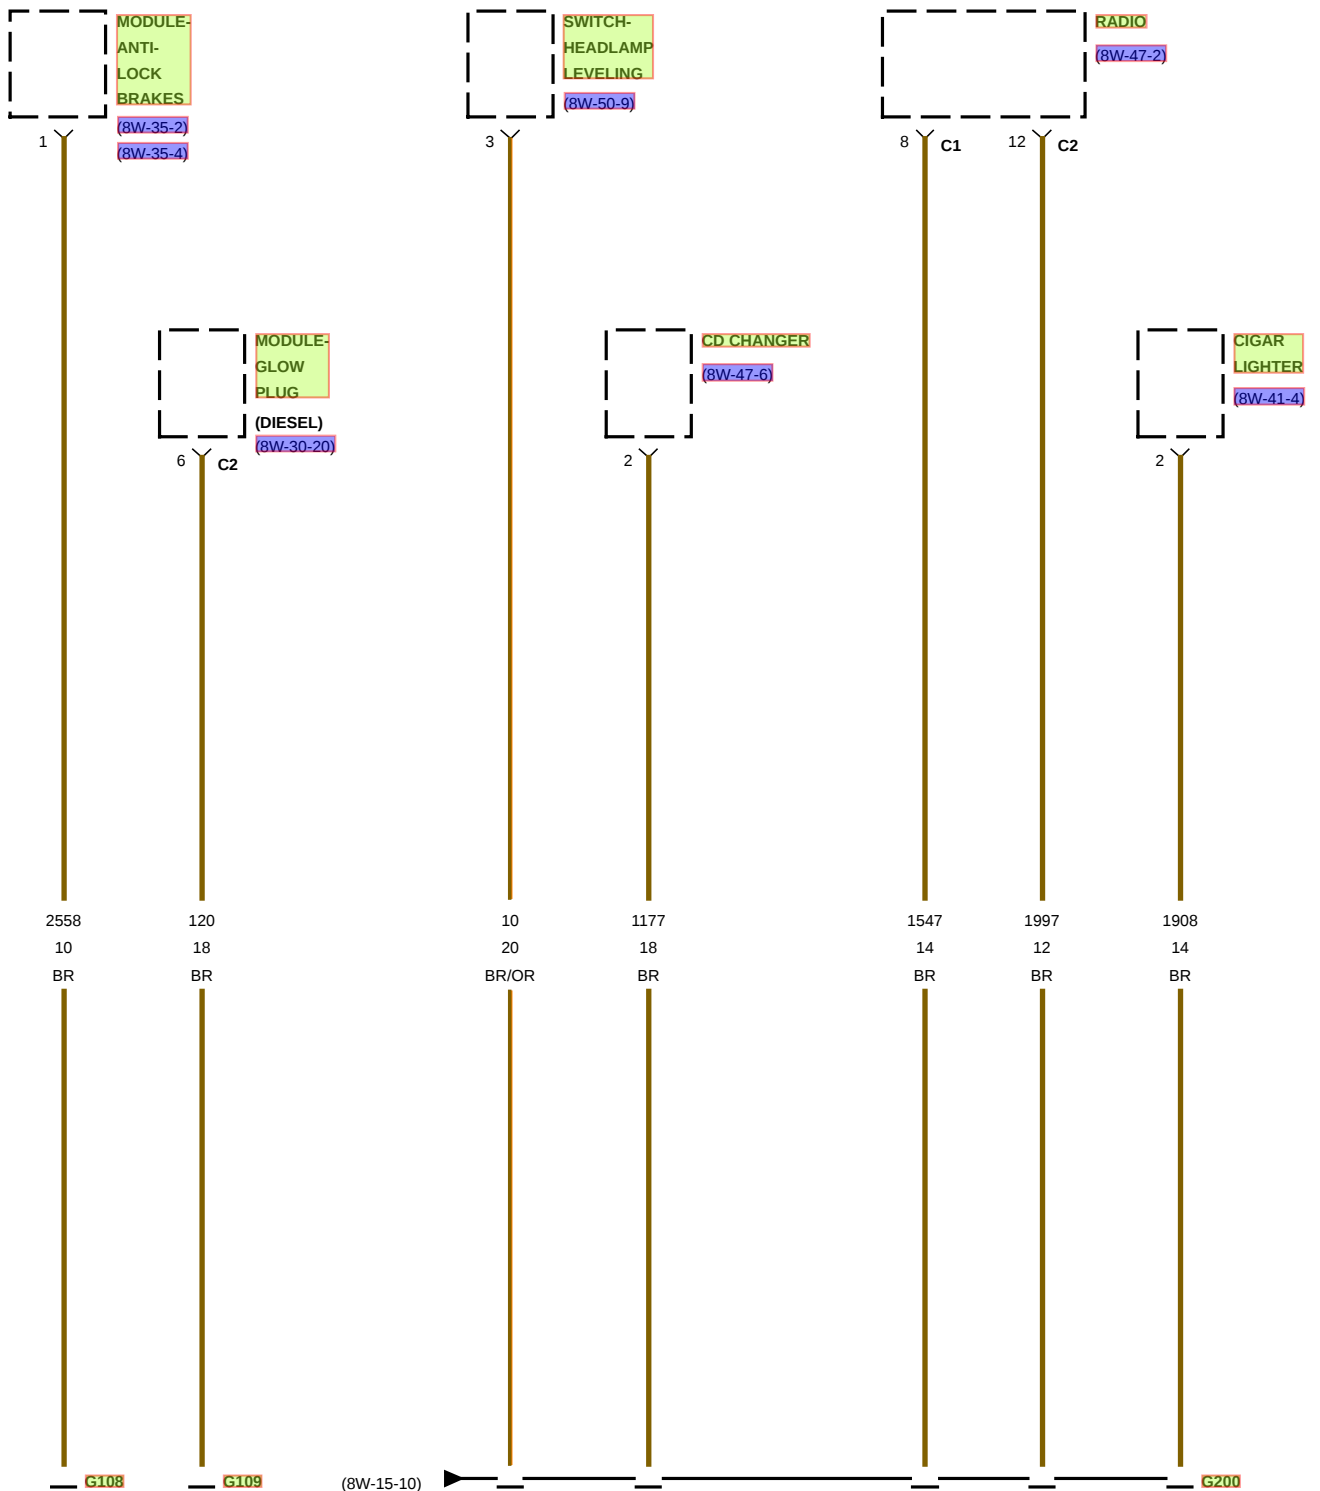 MODULE-
ANTI-
LOCK
BRAKES
(8W-35-2)
(8W-35-4)
1
SWITCH-
HEADLAMP
LEVELING
(8W-50-9)
3
RADIO
(8W-47-2)
8 C1
12 C2
MODULE-
GLOW
PLUG
(DIESEL)
(8W-30-20)
6 C2
CD CHANGER
(8W-47-6)
2
CIGAR
LIGHTER
(8W-41-4)
2
2558 120 10 1177 1547 1997 1908
10 18 20 18 14 12 14
BR BR BR/OR BR BR BR BR
G108 G109 (8W-15-10) G200